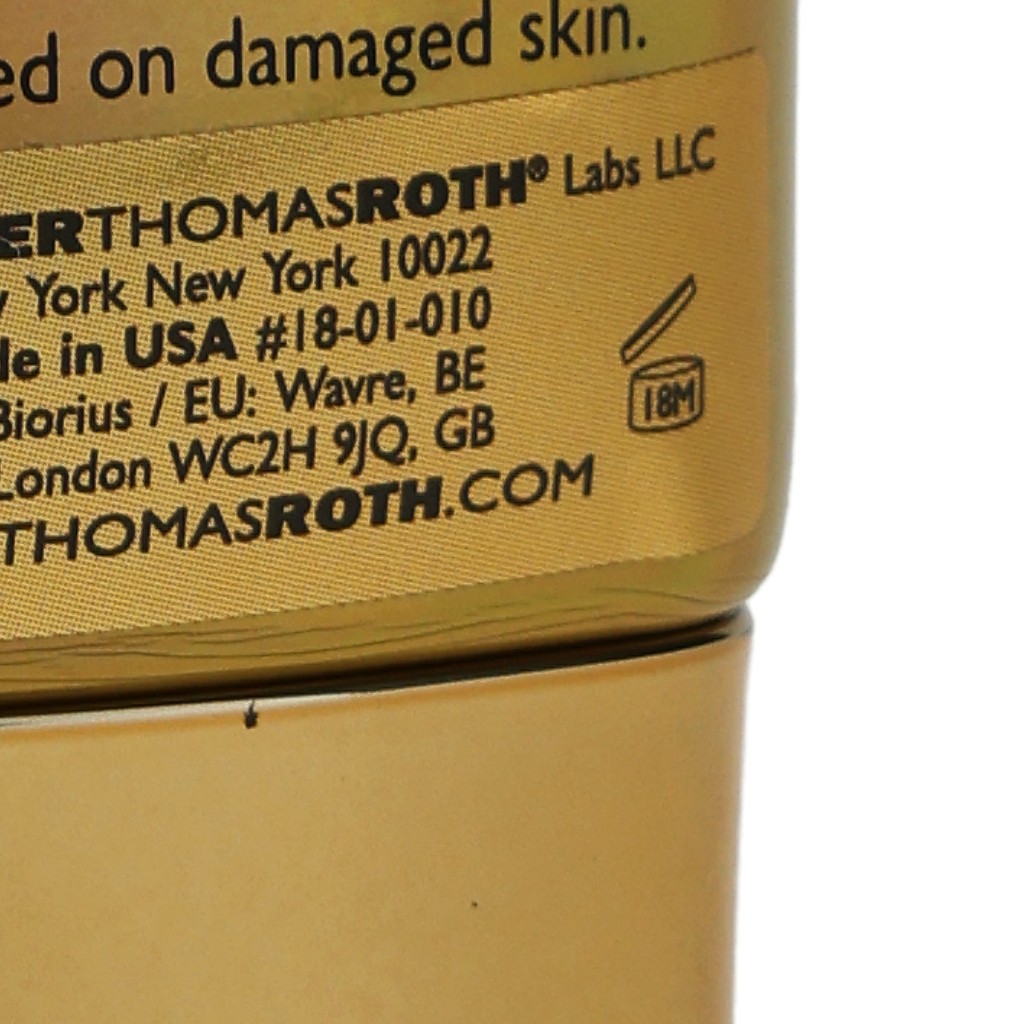 ed on damaged skin.
ERTHOMASROTH® Labs LLC
York New York 10022
de in USA #18-01-010
Biorius / EU: Wavre, BE
London WC2H 9JQ, GB
THOMASROTH.COM
18M